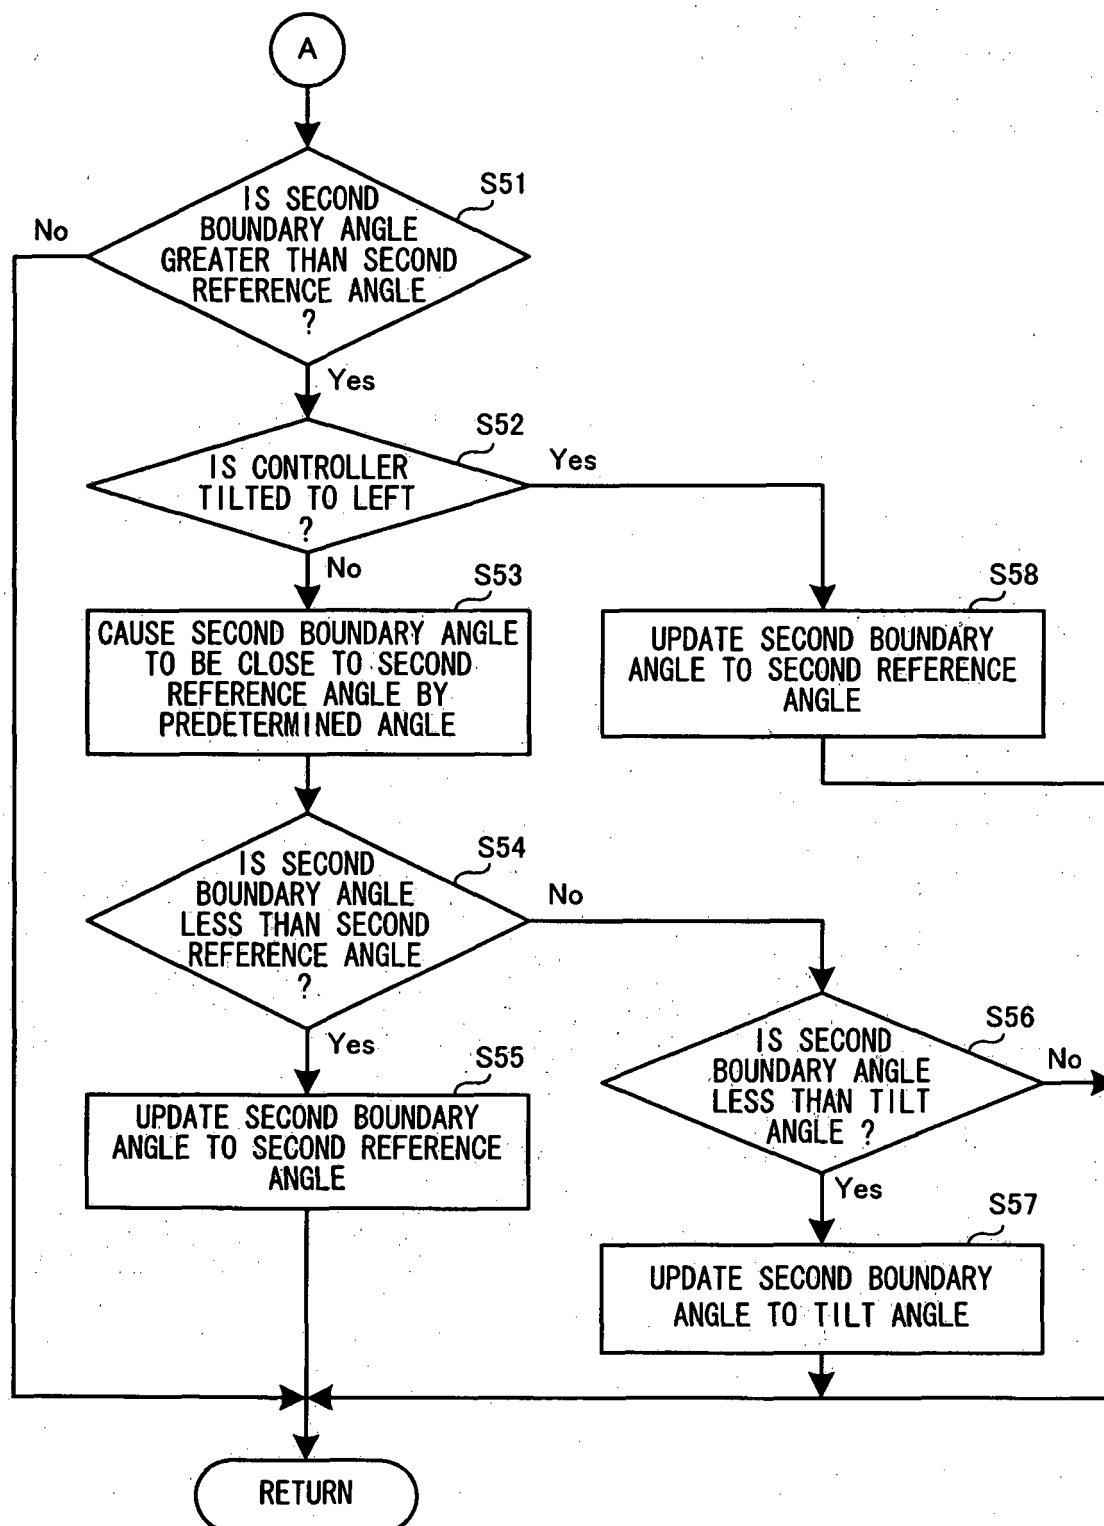 A
IS SECOND
BOUNDARY ANGLE
GREATER THAN SECOND
REFERENCE ANGLE
?
S51
No
Yes
IS CONTROLLER
TILTED TO LEFT
?
S52
Yes
No
S53
CAUSE SECOND BOUNDARY ANGLE
TO BE CLOSE TO SECOND
REFERENCE ANGLE BY
PREDETERMINED ANGLE
S58
UPDATE SECOND BOUNDARY
ANGLE TO SECOND REFERENCE
ANGLE
IS SECOND
BOUNDARY ANGLE
LESS THAN SECOND
REFERENCE ANGLE
?
S54
No
Yes
S55
UPDATE SECOND BOUNDARY
ANGLE TO SECOND REFERENCE
ANGLE
IS SECOND
BOUNDARY ANGLE
LESS THAN TILT
ANGLE ?
S56
No
Yes
S57
UPDATE SECOND BOUNDARY
ANGLE TO TILT ANGLE
RETURN